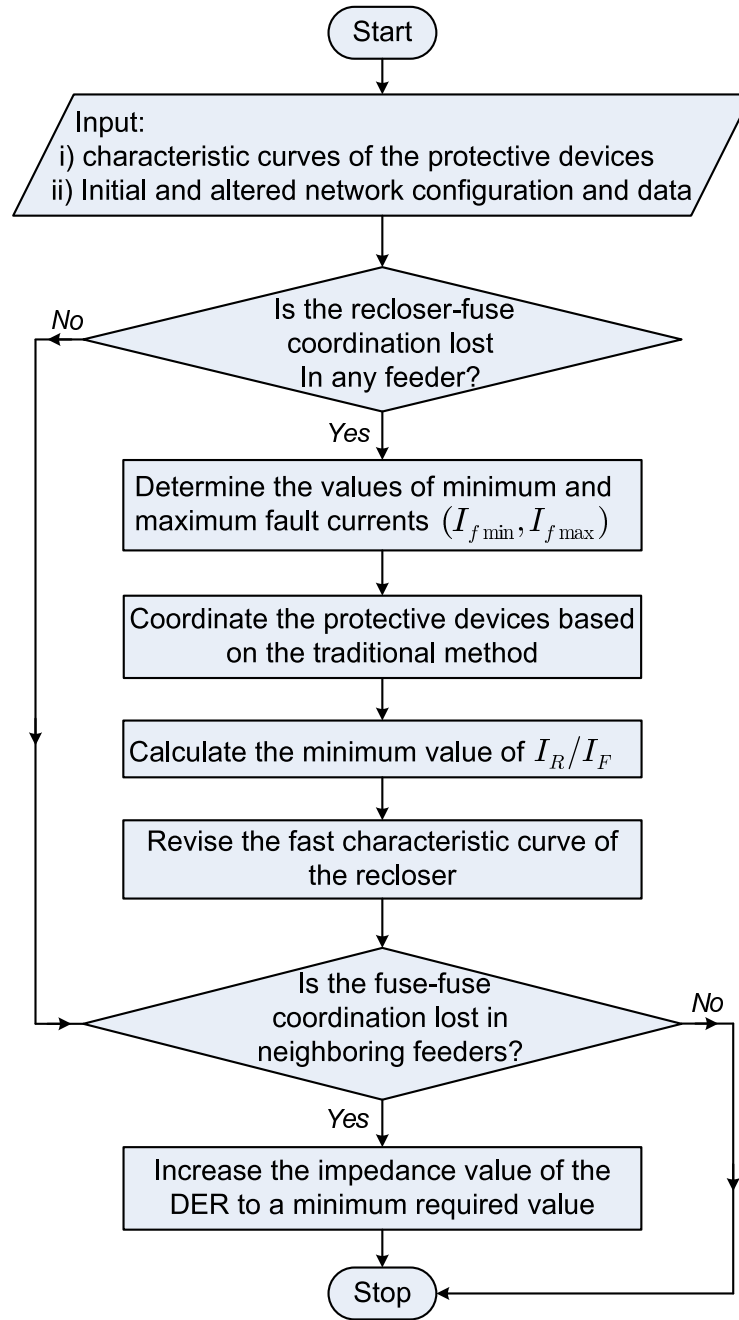 Start
Input:
i) characteristic curves of the protective devices
ii) Initial and altered network configuration and data
Is the recloser-fuse
coordination lost
In any feeder?
No
Yes
Determine the values of minimum and
maximum fault currents (I_{f min}, I_{f max})
Coordinate the protective devices based
on the traditional method
Calculate the minimum value of I_R/I_F
Revise the fast characteristic curve of
the recloser
Is the fuse-fuse
coordination lost in
neighboring feeders?
No
Yes
Increase the impedance value of the
DER to a minimum required value
Stop